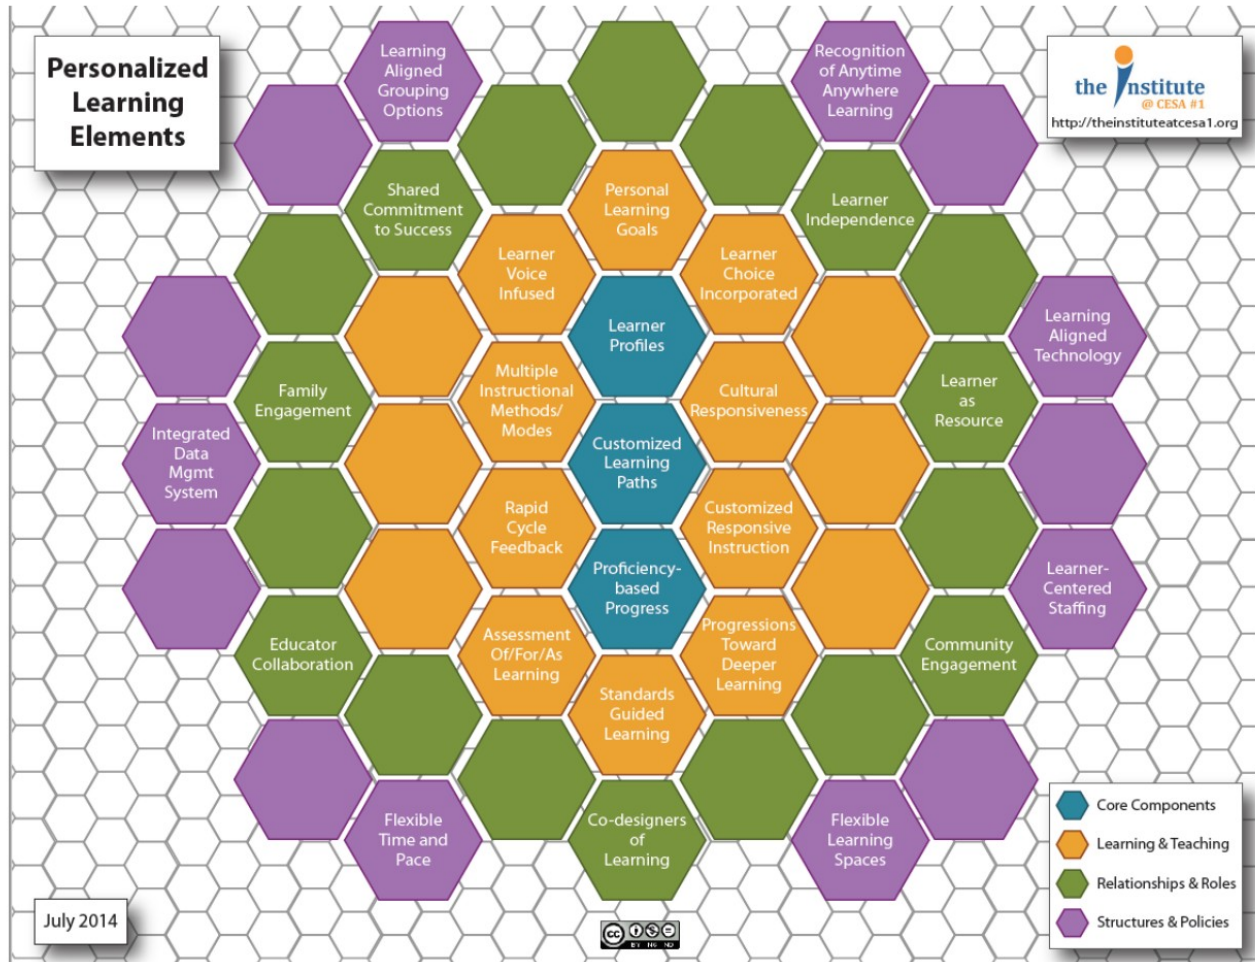 Personalized
Learning
Elements
the institute
@ CESA #1
http://theinstituteatcesa1.org
Learning
Aligned
Grouping
Options
Recognition
of Anytime
Anywhere
Learning
Shared
Commitment
to Success
Personal
Learning
Goals
Learner
Independence
Learner
Voice
Infused
Learner
Choice
Incorporated
Learner
Profiles
Learning
Aligned
Technology
Family
Engagement
Multiple
Instructional
Methods/
Modes
Cultural
Responsiveness
Learner
as
Resource
Integrated
Data
Mgmt
System
Customized
Learning
Paths
Rapid
Cycle
Feedback
Customized
Responsive
Instruction
Proficiency-
based
Progress
Learner-
Centered
Staffing
Educator
Collaboration
Assessment
Of/For/As
Learning
Progressions
Toward
Deeper
Learning
Community
Engagement
Standards
Guided
Learning
Flexible
Time and
Pace
Co-designers
of
Learning
Flexible
Learning
Spaces
Core Components
Learning & Teaching
Relationships & Roles
Structures & Policies
July 2014
cc
BY NC ND